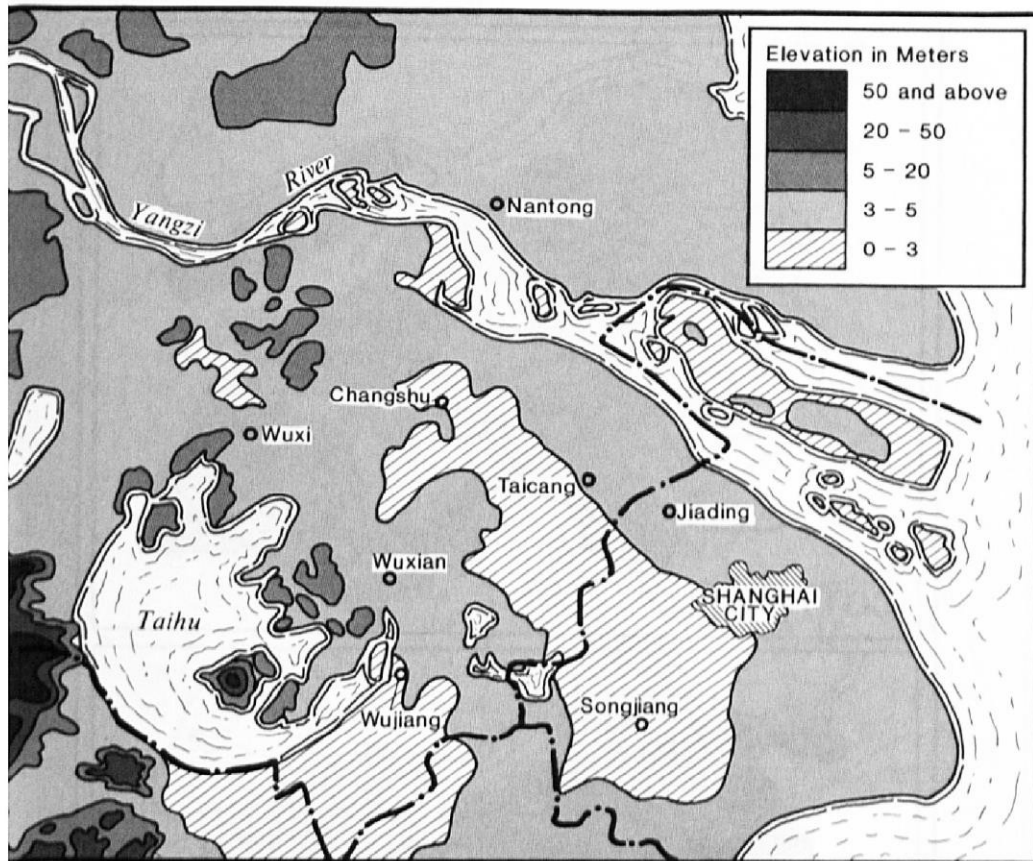 Elevation in Meters
50 and above
20 – 50
5 – 20
3 – 5
0 – 3
Yangzi
River
Nantong
Changshu
Wuxi
Taicang
Jiading
Wuxian
SHANGHAI
CITY
Taihu
Wujiang
Songjiang